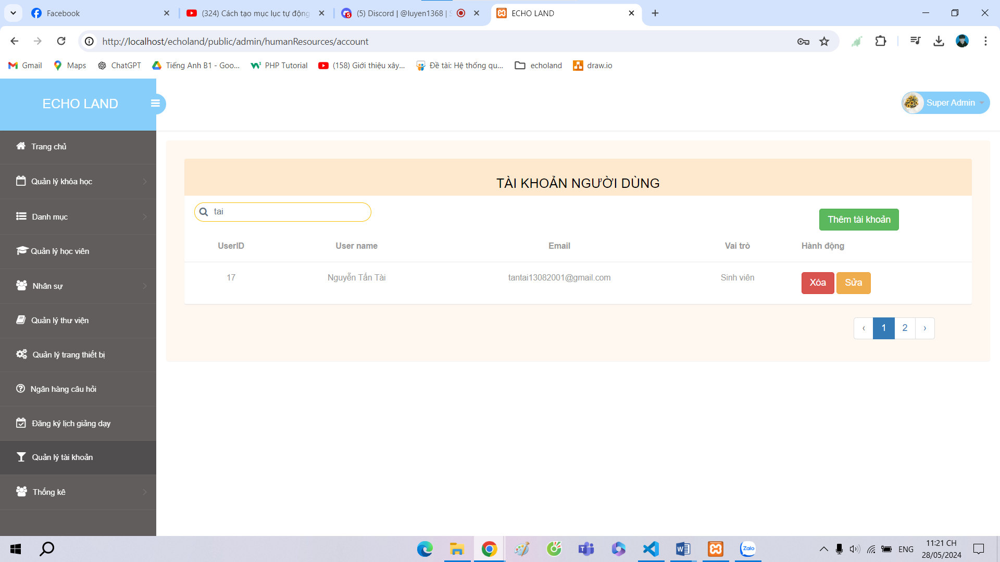 Facebook
(324) Cách tạo mục lục tự động
(5) Discord | @luyen1368 | S
ECHO LAND
http://localhost/echoland/public/admin/humanResources/account
Gmail
Maps
ChatGPT
Tiếng Anh B1 - Goo...
PHP Tutorial
(158) Giới thiệu xây...
Đề tài: Hệ thống qu...
echoland
draw.io
ECHO LAND
Super Admin
Trang chủ
Quản lý khóa học
Danh mục
Quản lý học viên
Nhân sự
Quản lý thư viện
Quản lý trang thiết bị
Ngân hàng câu hỏi
Đăng ký lịch giảng dạy
Quản lý tài khoản
Thống kê
TÀI KHOẢN NGƯỜI DÙNG
tai
Thêm tài khoản
UserID User name Email Vai trò Hành động
17 Nguyễn Tấn Tài tantai13082001@gmail.com Sinh viên Xóa Sửa
‹ 1 2 ›
Zalo
ENG
11:21 CH
28/05/2024